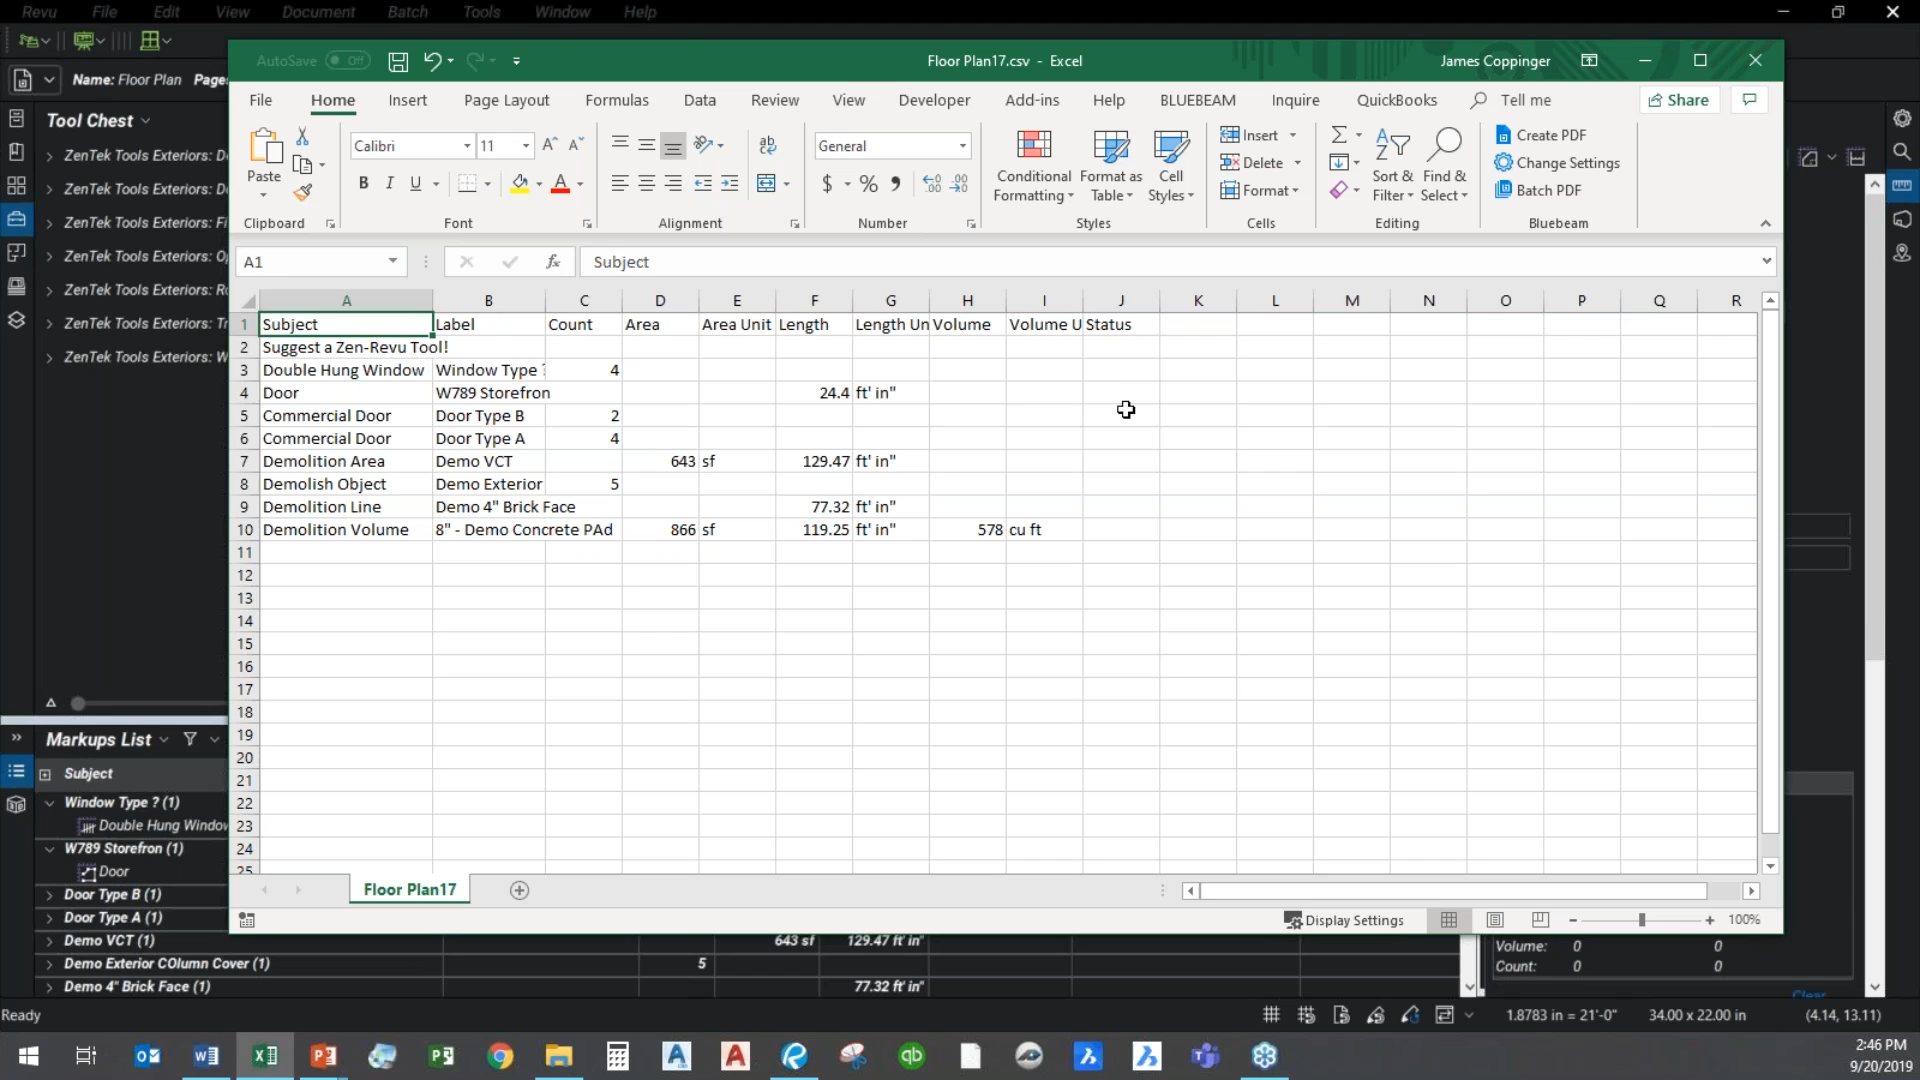 Revu File Edit View Document Batch Tools Window Help
AutoSave Off Floor Plan17.csv - Excel James Coppinger
Name: Floor Plan Page
File Home Insert Page Layout Formulas Data Review View Developer Add-ins Help BLUEBEAM Inquire QuickBooks Tell me Share
Paste
Calibri 11
B I U
General
$ % ,
Conditional Formatting
Format as Table
Cell Styles
Insert
Delete
Format
Sort & Filter
Find & Select
Create PDF
Change Settings
Batch PDF
Clipboard Font Alignment Number Styles Cells Editing Bluebeam
Tool Chest
ZenTek Tools Exteriors:
ZenTek Tools Exteriors:
ZenTek Tools Exteriors:
ZenTek Tools Exteriors:
ZenTek Tools Exteriors:
ZenTek Tools Exteriors:
ZenTek Tools Exteriors:
A1 fx Subject
A B C D E F G H I J K L M N O P Q R
1 Subject Label Count Area Area Unit Length Length Un Volume Volume U Status
2 Suggest a Zen-Revu Tool!
3 Double Hung Window Window Type 4
4 Door W789 Storefron 24.4 ft' in"
5 Commercial Door Door Type B 2
6 Commercial Door Door Type A 4
7 Demolition Area Demo VCT 643 sf 129.47 ft' in"
8 Demolish Object Demo Exterior 5
9 Demolition Line Demo 4" Brick Face 77.32 ft' in"
10 Demolition Volume 8" - Demo Concrete PAd 866 sf 119.25 ft' in" 578 cu ft
11
12
13
14
15
16
17
18
19
20
21
22
23
24
25
Floor Plan17
Display Settings 100%
Markups List
Subject
Window Type ? (1)
Double Hung Window
W789 Storefron (1)
Door
Door Type B (1)
Door Type A (1)
Demo VCT (1) 643 sf 129.47 ft' in"
Demo Exterior COlumn Cover (1) 5
Demo 4" Brick Face (1) 77.32 ft' in"
Volume: 0 0
Count: 0 0
Clear
Ready 1.8783 in = 21'-0" 34.00 x 22.00 in (4.14, 13.11)
2:46 PM
9/20/2019